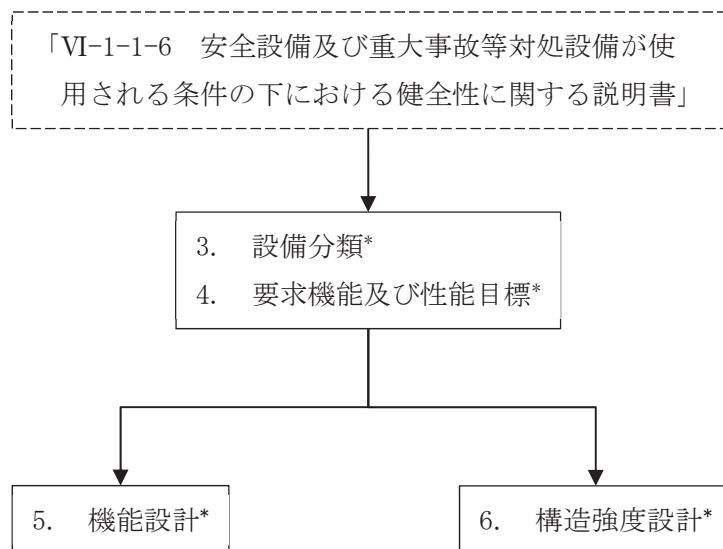 「Ⅵ-1-1-6 安全設備及び重大事故等対処設備が使
用される条件の下における健全性に関する説明書」
3. 設備分類*
4. 要求機能及び性能目標*
5. 機能設計*
6. 構造強度設計*